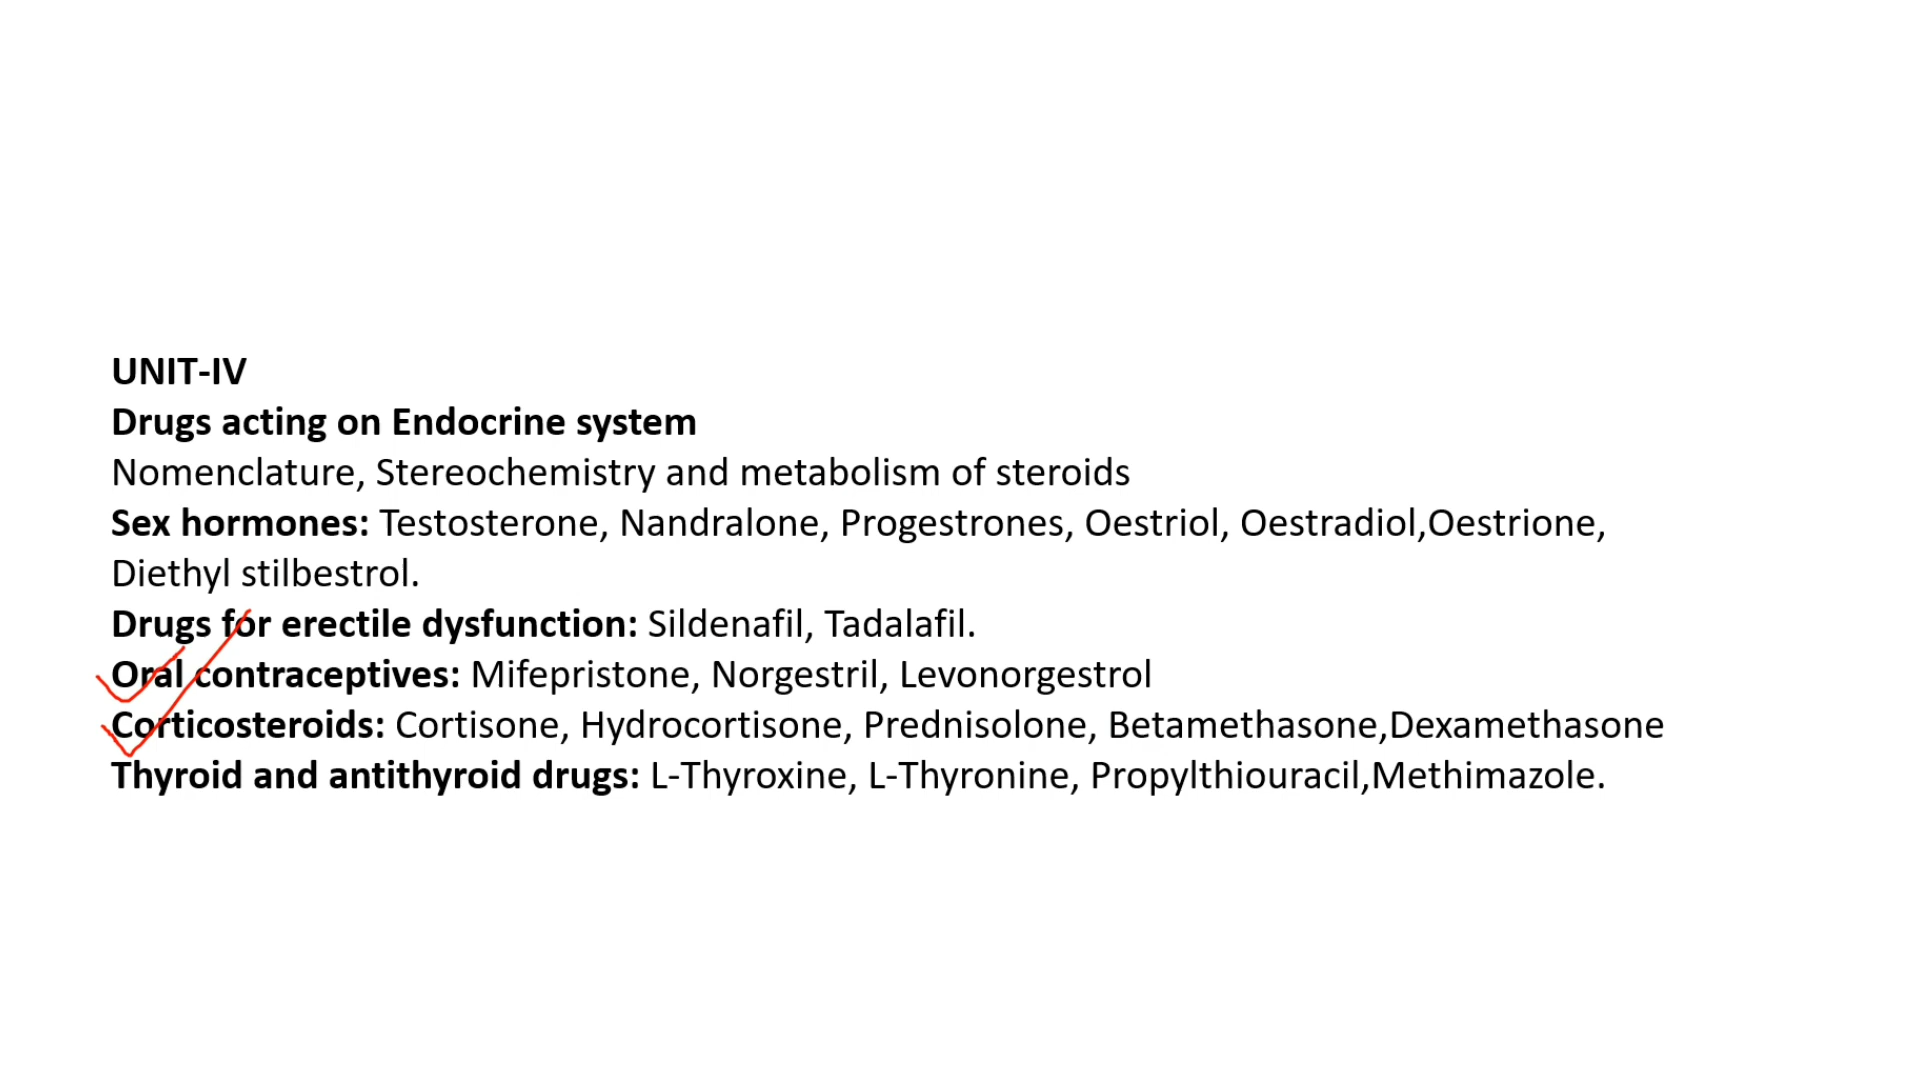 UNIT-IV
Drugs acting on Endocrine system
Nomenclature, Stereochemistry and metabolism of steroids
Sex hormones: Testosterone, Nandralone, Progestrones, Oestriol, Oestradiol,Oestrione,
Diethyl stilbestrol.
Drugs for erectile dysfunction: Sildenafil, Tadalafil.
Oral contraceptives: Mifepristone, Norgestril, Levonorgestrol
Corticosteroids: Cortisone, Hydrocortisone, Prednisolone, Betamethasone,Dexamethasone
Thyroid and antithyroid drugs: L-Thyroxine, L-Thyronine, Propylthiouracil,Methimazole.